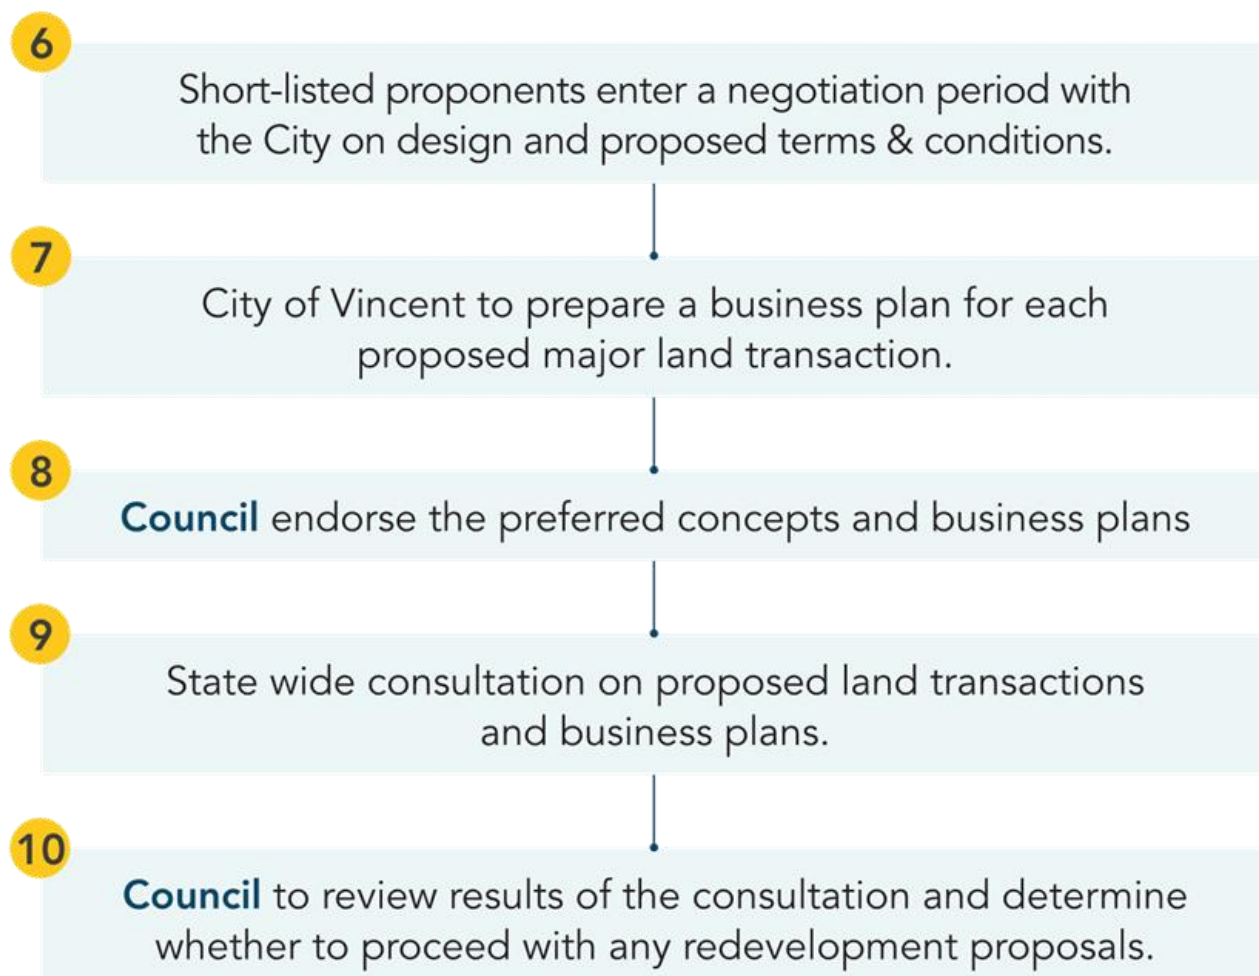 6
Short-listed proponents enter a negotiation period with
the City on design and proposed terms & conditions.
7
City of Vincent to prepare a business plan for each
proposed major land transaction.
8
Council endorse the preferred concepts and business plans
9
State wide consultation on proposed land transactions
and business plans.
10
Council to review results of the consultation and determine
whether to proceed with any redevelopment proposals.